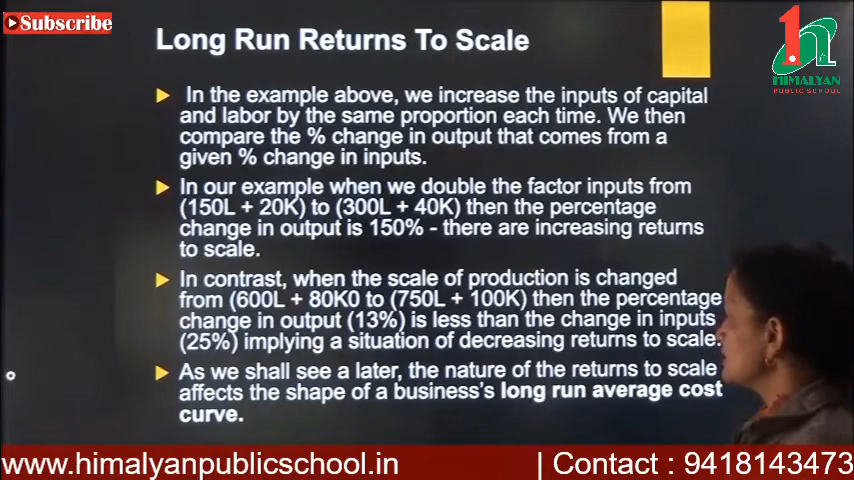 Subscribe
Long Run Returns To Scale
In the example above, we increase the inputs of capital
and labor by the same proportion each time. We then
compare the % change in output that comes from a
given % change in inputs.
In our example when we double the factor inputs from
(150L + 20K) to (300L + 40K) then the percentage
change in output is 150% - there are increasing returns
to scale.
In contrast, when the scale of production is changed
from (600L + 80K0 to (750L + 100K) then the percentage
change in output (13%) is less than the change in inputs
(25%) implying a situation of decreasing returns to scale.
As we shall see a later, the nature of the returns to scale
affects the shape of a business's long run average cost
curve.
HIMALYAN
PUBLIC SCHOOL
www.himalyanpublicschool.in | Contact : 9418143473